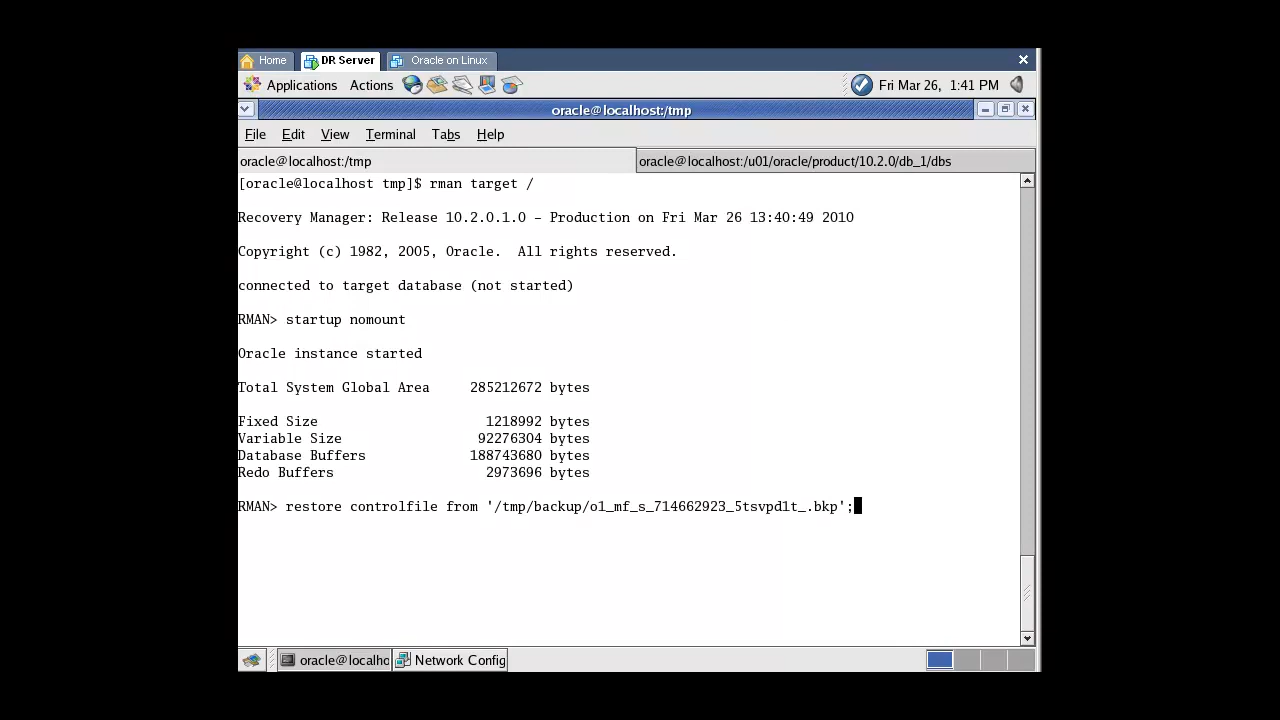 Home DR Server Oracle on Linux
Applications Actions Fri Mar 26, 1:41 PM
oracle@localhost:/tmp
File Edit View Terminal Tabs Help
oracle@localhost:/tmp oracle@localhost:/u01/oracle/product/10.2.0/db_1/dbs
[oracle@localhost tmp]$ rman target /
Recovery Manager: Release 10.2.0.1.0 - Production on Fri Mar 26 13:40:49 2010
Copyright (c) 1982, 2005, Oracle.  All rights reserved.
connected to target database (not started)
RMAN> startup nomount
Oracle instance started
Total System Global Area     285212672 bytes
Fixed Size                     1218992 bytes
Variable Size                 92276304 bytes
Database Buffers             188743680 bytes
Redo Buffers                   2973696 bytes
RMAN> restore controlfile from '/tmp/backup/o1_mf_s_714662923_5tsvpd1t_.bkp';
oracle@localho Network Config